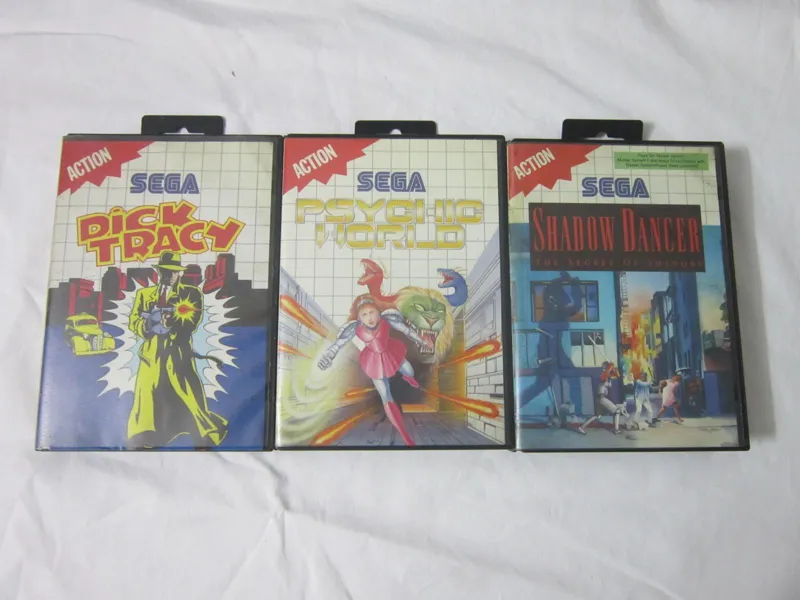 ACTION
SEGA
DICK
TRACY
ACTION
SEGA
PSYCHIC
WORLD
ACTION
SEGA
SHADOW DANCER
THE SECRET OF SHINOBI